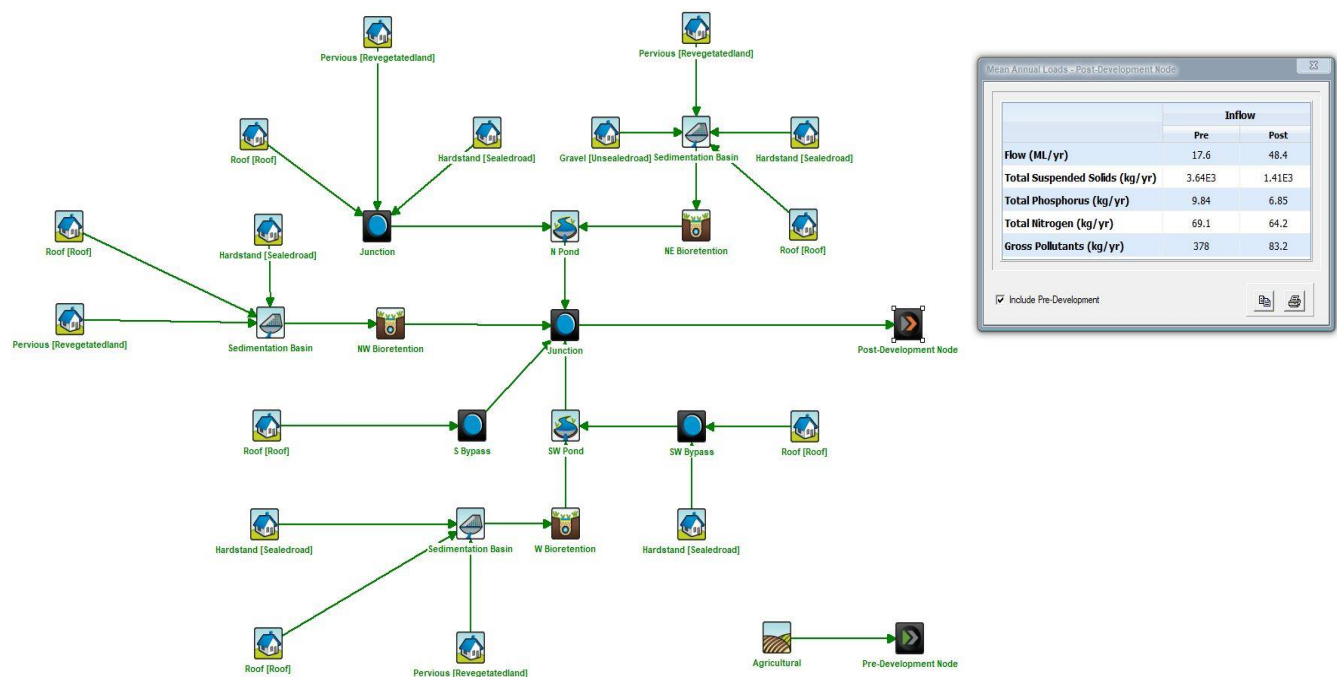 Pervious [Revegetatedland]
Pervious [Revegetatedland]
Roof [Roof]
Hardstand [Sealedroad]
Gravel [Unsealedroad]
Sedimentation Basin
Hardstand [Sealedroad]
Roof [Roof]
Hardstand [Sealedroad]
Junction
N Pond
NE Bioretention
Roof [Roof]
Pervious [Revegetatedland]
Sedimentation Basin
NW Bioretention
Junction
Post-Development Node
Roof [Roof]
S Bypass
SW Pond
SW Bypass
Roof [Roof]
Hardstand [Sealedroad]
Sedimentation Basin
W Bioretention
Hardstand [Sealedroad]
Roof [Roof]
Pervious [Revegetatedland]
Agricultural
Pre-Development Node
Mean Annual Loads - Post-Development Node
Inflow
Pre Post
Flow (ML/yr) 17.6 48.4
Total Suspended Solids (kg/yr) 3.64E3 1.41E3
Total Phosphorus (kg/yr) 9.84 6.85
Total Nitrogen (kg/yr) 69.1 64.2
Gross Pollutants (kg/yr) 378 83.2
Include Pre-Development